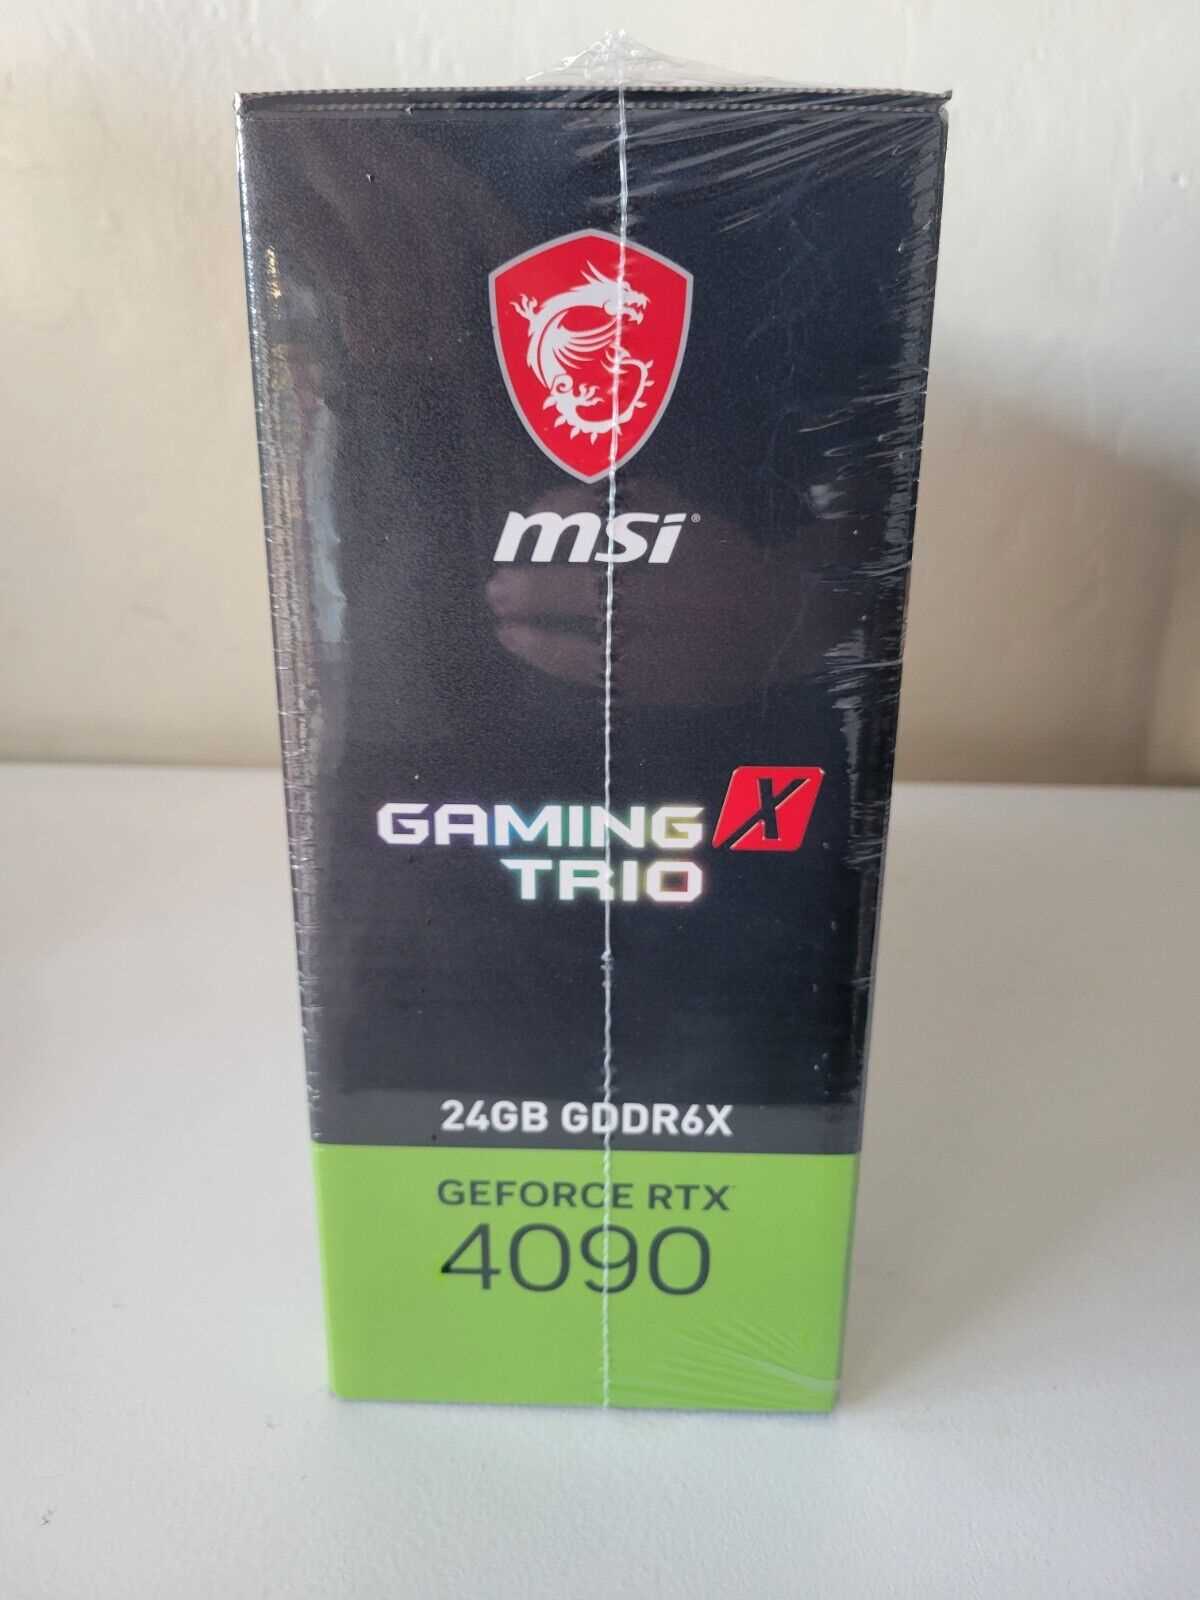 msi®
GAMING X
TRIO
24GB GDDR6X
GEFORCE RTX
4090